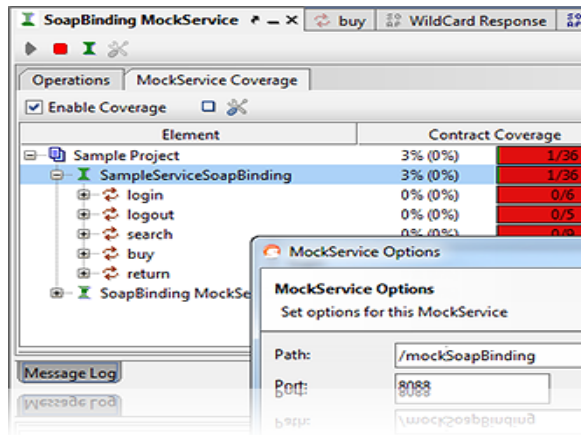 SoapBinding MockService
buy
WildCard Response
Operations
MockService Coverage
Enable Coverage
Element
Contract Coverage
Sample Project 3% (0%) 1/36
SampleServiceSoapBinding 3% (0%) 1/36
login 0% (0%) 0/6
logout 0% (0%) 0/5
search 0% (0%) 0/9
buy
return
SoapBinding MockSe
MockService Options
MockService Options
Set options for this MockService
Path: /mockSoapBinding
Port: 8088
Message Log